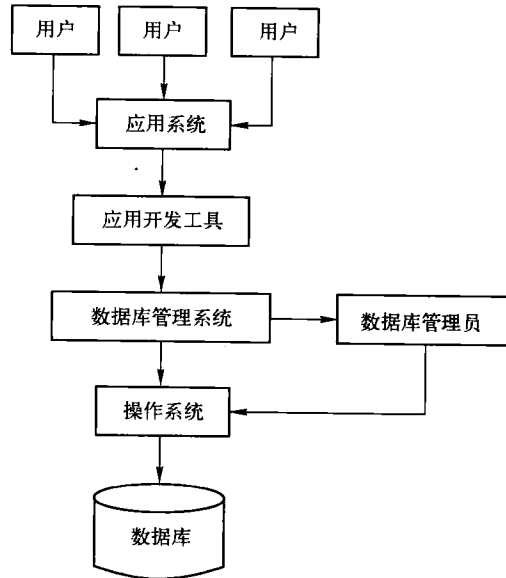 用户
用户
用户
应用系统
应用开发工具
数据库管理系统
数据库管理员
操作系统
数据库